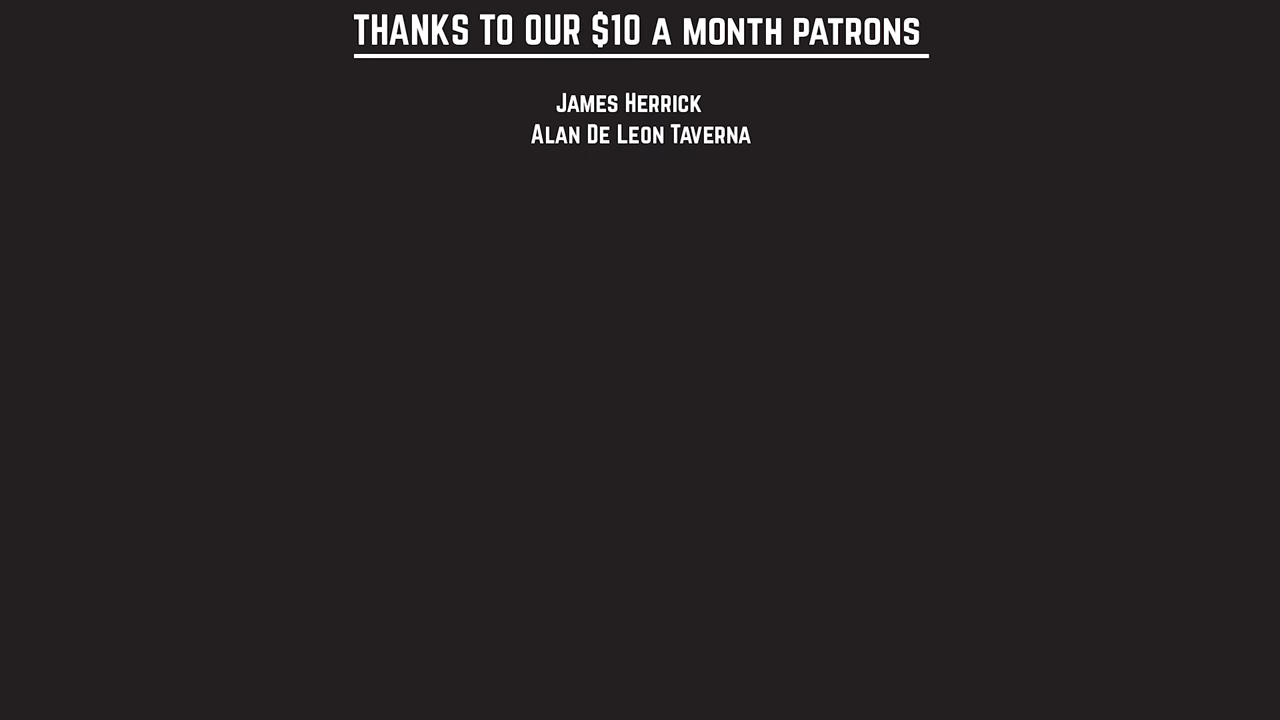 THANKS TO OUR $10 A MONTH PATRONS
James Herrick
Alan De Leon Taverna